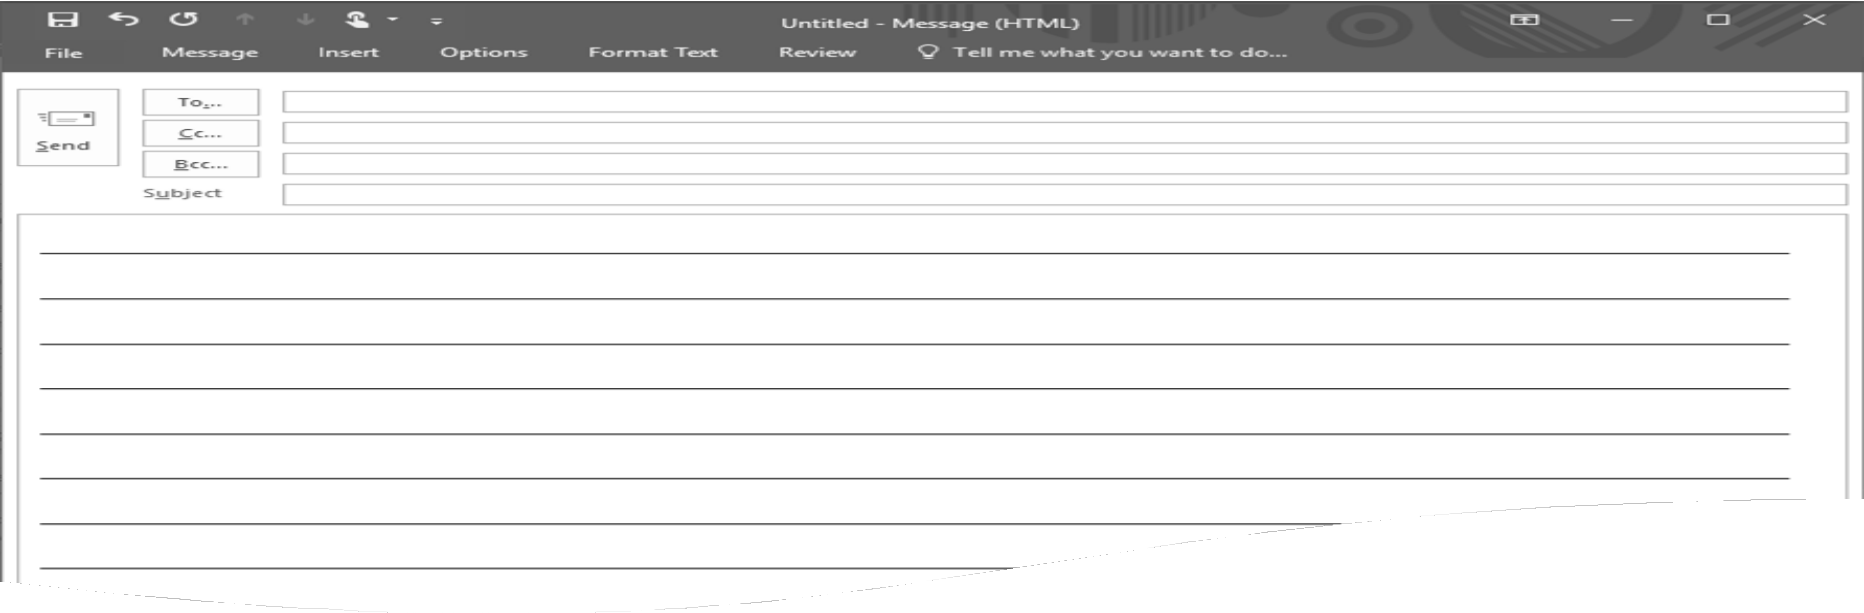 Untitled - Message (HTML)
File Message Insert Options Format Text Review Tell me what you want to do...
To...
Cc...
Send
Bcc...
Subject